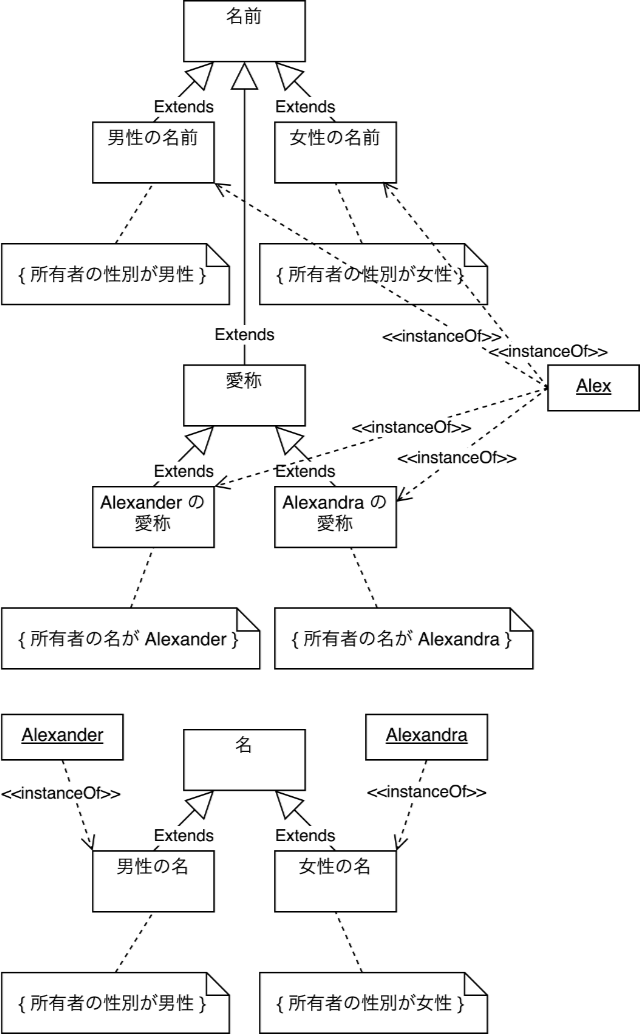 名前
Extends
Extends
男性の名前
女性の名前
{ 所有者の性別が男性 }
{ 所有者の性別が女性 }
Extends
<<instanceOf>>
<<instanceOf>>
愛称
Alex
<<instanceOf>>
<<instanceOf>>
Extends
Extends
Alexander の
愛称
Alexandra の
愛称
{ 所有者の名が Alexander }
{ 所有者の名が Alexandra }
Alexander
名
Alexandra
<<instanceOf>>
<<instanceOf>>
Extends
Extends
男性の名
女性の名
{ 所有者の性別が男性 }
{ 所有者の性別が女性 }